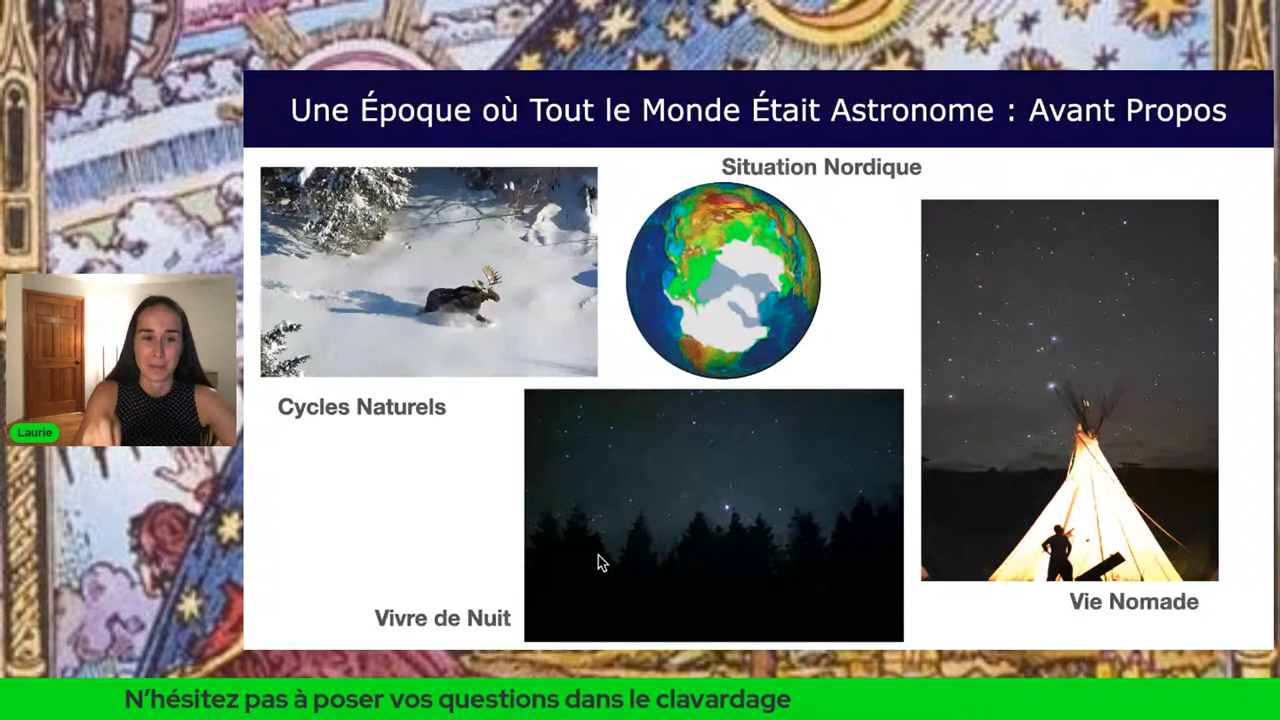 Une Époque où Tout le Monde Était Astronome : Avant Propos
Situation Nordique
Cycles Naturels
Laurie
Vivre de Nuit
Vie Nomade
N’hésitez pas à poser vos questions dans le clavardage